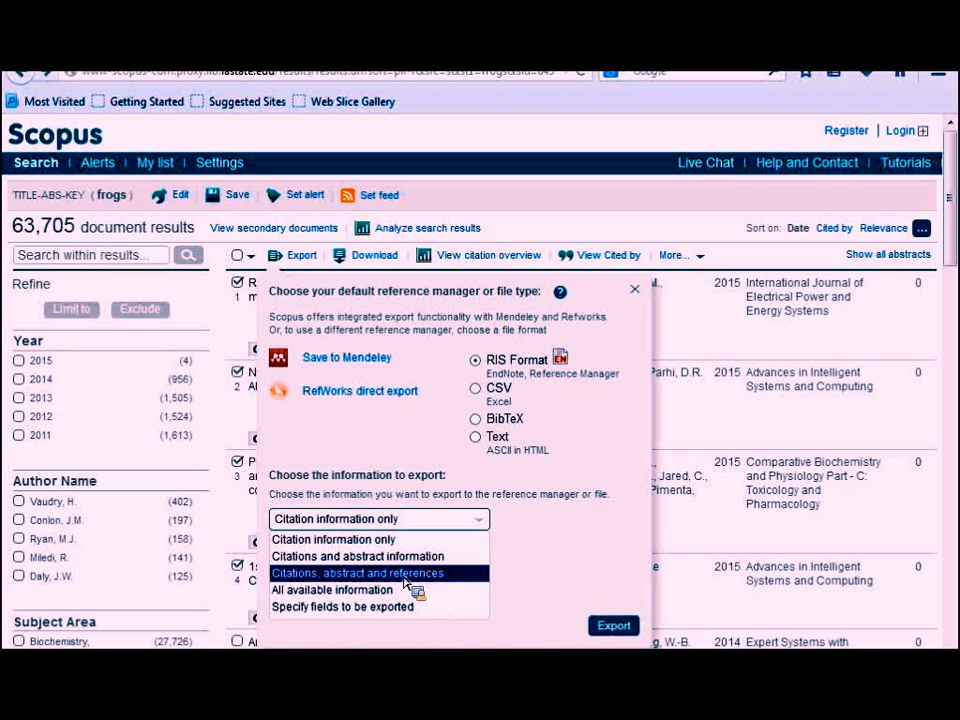 Google
Most Visited Getting Started Suggested Sites Web Slice Gallery
Scopus
Register | Login
Search | Alerts | My list | Settings Live Chat | Help and Contact | Tutorials
TITLE-ABS-KEY ( frogs ) Edit Save Set alert Set feed
63,705 document results View secondary documents Analyze search results Sort on: Date Cited by Relevance ...
Search within results... Export Download View citation overview View Cited by More... Show all abstracts
Refine
Limit to Exclude
Year
2015 (4)
2014 (956)
2013 (1,505)
2012 (1,524)
2011 (1,613)
Author Name
Vaudry, H. (402)
Conlon, J.M. (197)
Ryan, M.J. (158)
Miledi, R. (141)
Daly, J.W. (125)
Subject Area
Biochemistry, (27,726)
Choose your default reference manager or file type: ?
Scopus offers integrated export functionality with Mendeley and Refworks.
Or, to use a different reference manager, choose a file format
Save to Mendeley
RefWorks direct export
RIS Format EN
EndNote, Reference Manager
CSV
Excel
BibTeX
Text
ASCII in HTML
Choose the information to export:
Choose the information you want to export to the reference manager or file.
Citation information only
Citation information only
Citations and abstract information
Citations, abstract and references
All available information
Specify fields to be exported
Export
1 2015 International Journal of 0
Electrical Power and
Energy Systems
2 Parhi, D.R. 2015 Advances in Intelligent 0
Systems and Computing
3 Jared, C., Pimenta, 2015 Comparative Biochemistry 0
and Physiology Part - C:
Toxicology and
Pharmacology
4 2015 Advances in Intelligent 0
Systems and Computing
W.-B. 2014 Expert Systems with 0